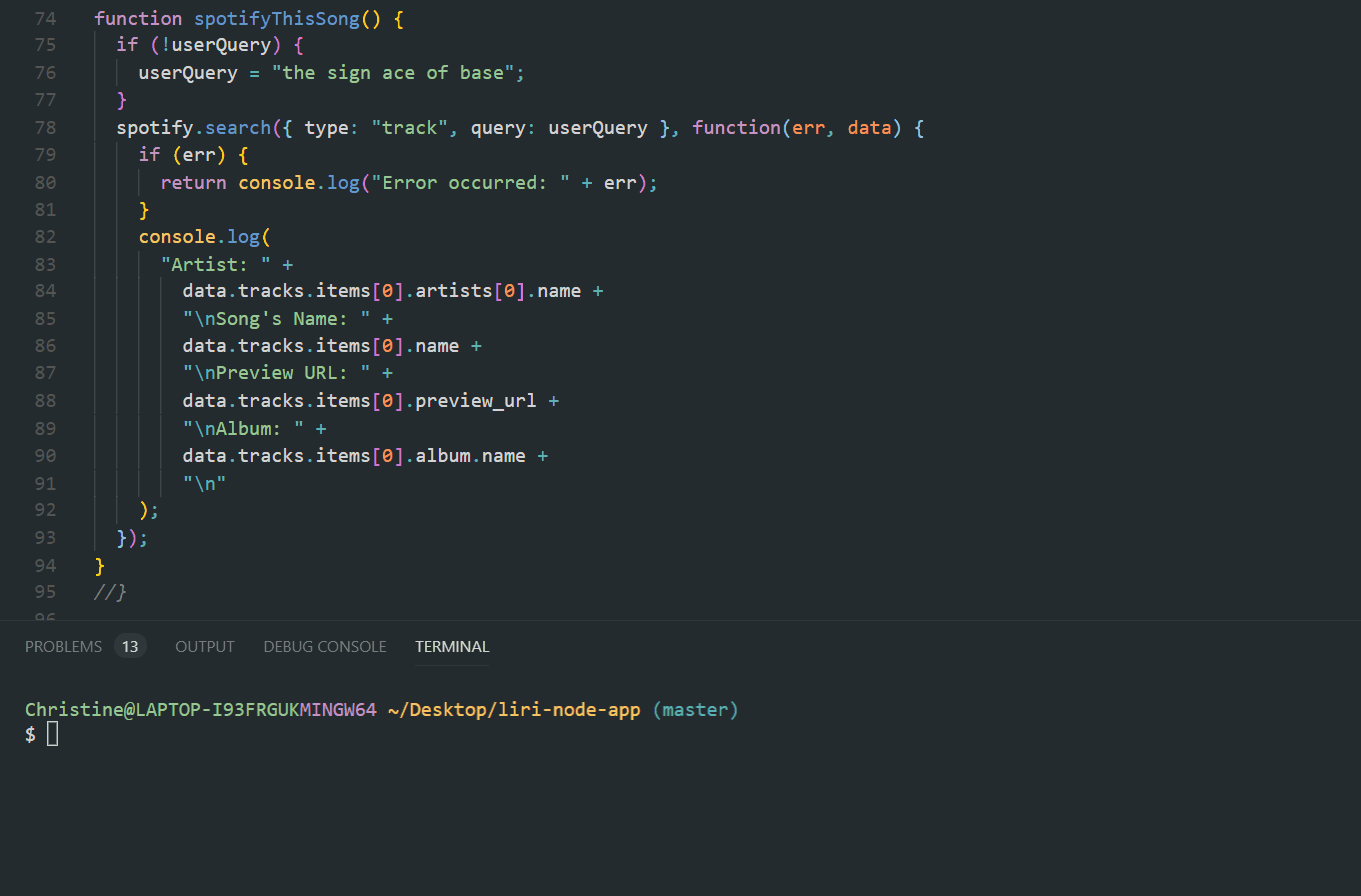 74 function spotifyThisSong() {
75 if (!userQuery) {
76 userQuery = "the sign ace of base";
77 }
78 spotify.search({ type: "track", query: userQuery }, function(err, data) {
79 if (err) {
80 return console.log("Error occurred: " + err);
81 }
82 console.log(
83 "Artist: " +
84 data.tracks.items[0].artists[0].name +
85 "\nSong's Name: " +
86 data.tracks.items[0].name +
87 "\nPreview URL: " +
88 data.tracks.items[0].preview_url +
89 "\nAlbum: " +
90 data.tracks.items[0].album.name +
91 "\n"
92 );
93 });
94 }
95 //}
96
PROBLEMS 13 OUTPUT DEBUG CONSOLE TERMINAL
Christine@LAPTOP-I93FRGUKMINGW64 ~/Desktop/liri-node-app (master)
$